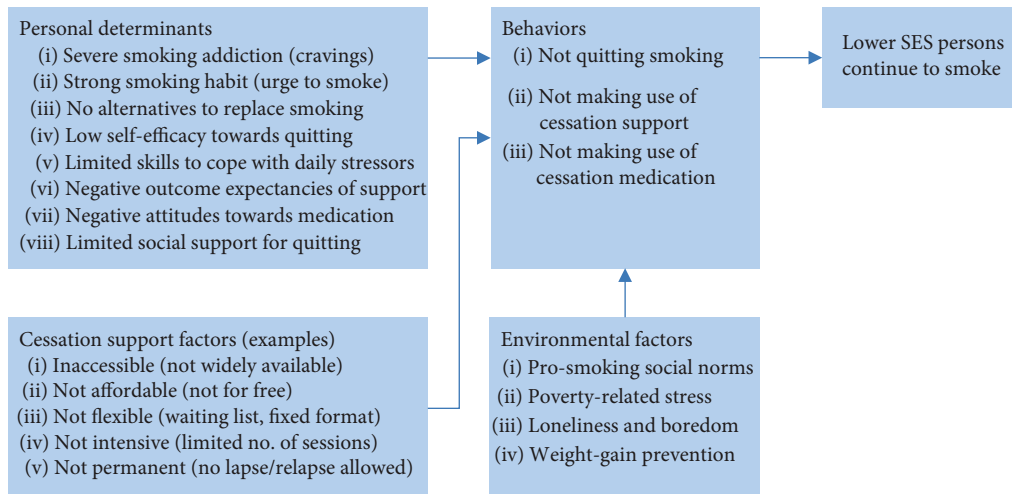 Personal determinants
(i) Severe smoking addiction (cravings)
(ii) Strong smoking habit (urge to smoke)
(iii) No alternatives to replace smoking
(iv) Low self-efficacy towards quitting
(v) Limited skills to cope with daily stressors
(vi) Negative outcome expectancies of support
(vii) Negative attitudes towards medication
(viii) Limited social support for quitting
Behaviors
(i) Not quitting smoking
(ii) Not making use of
cessation support
(iii) Not making use of
cessation medication
Lower SES persons
continue to smoke
Cessation support factors (examples)
(i) Inaccessible (not widely available)
(ii) Not affordable (not for free)
(iii) Not flexible (waiting list, fixed format)
(iv) Not intensive (limited no. of sessions)
(v) Not permanent (no lapse/relapse allowed)
Environmental factors
(i) Pro-smoking social norms
(ii) Poverty-related stress
(iii) Loneliness and boredom
(iv) Weight-gain prevention